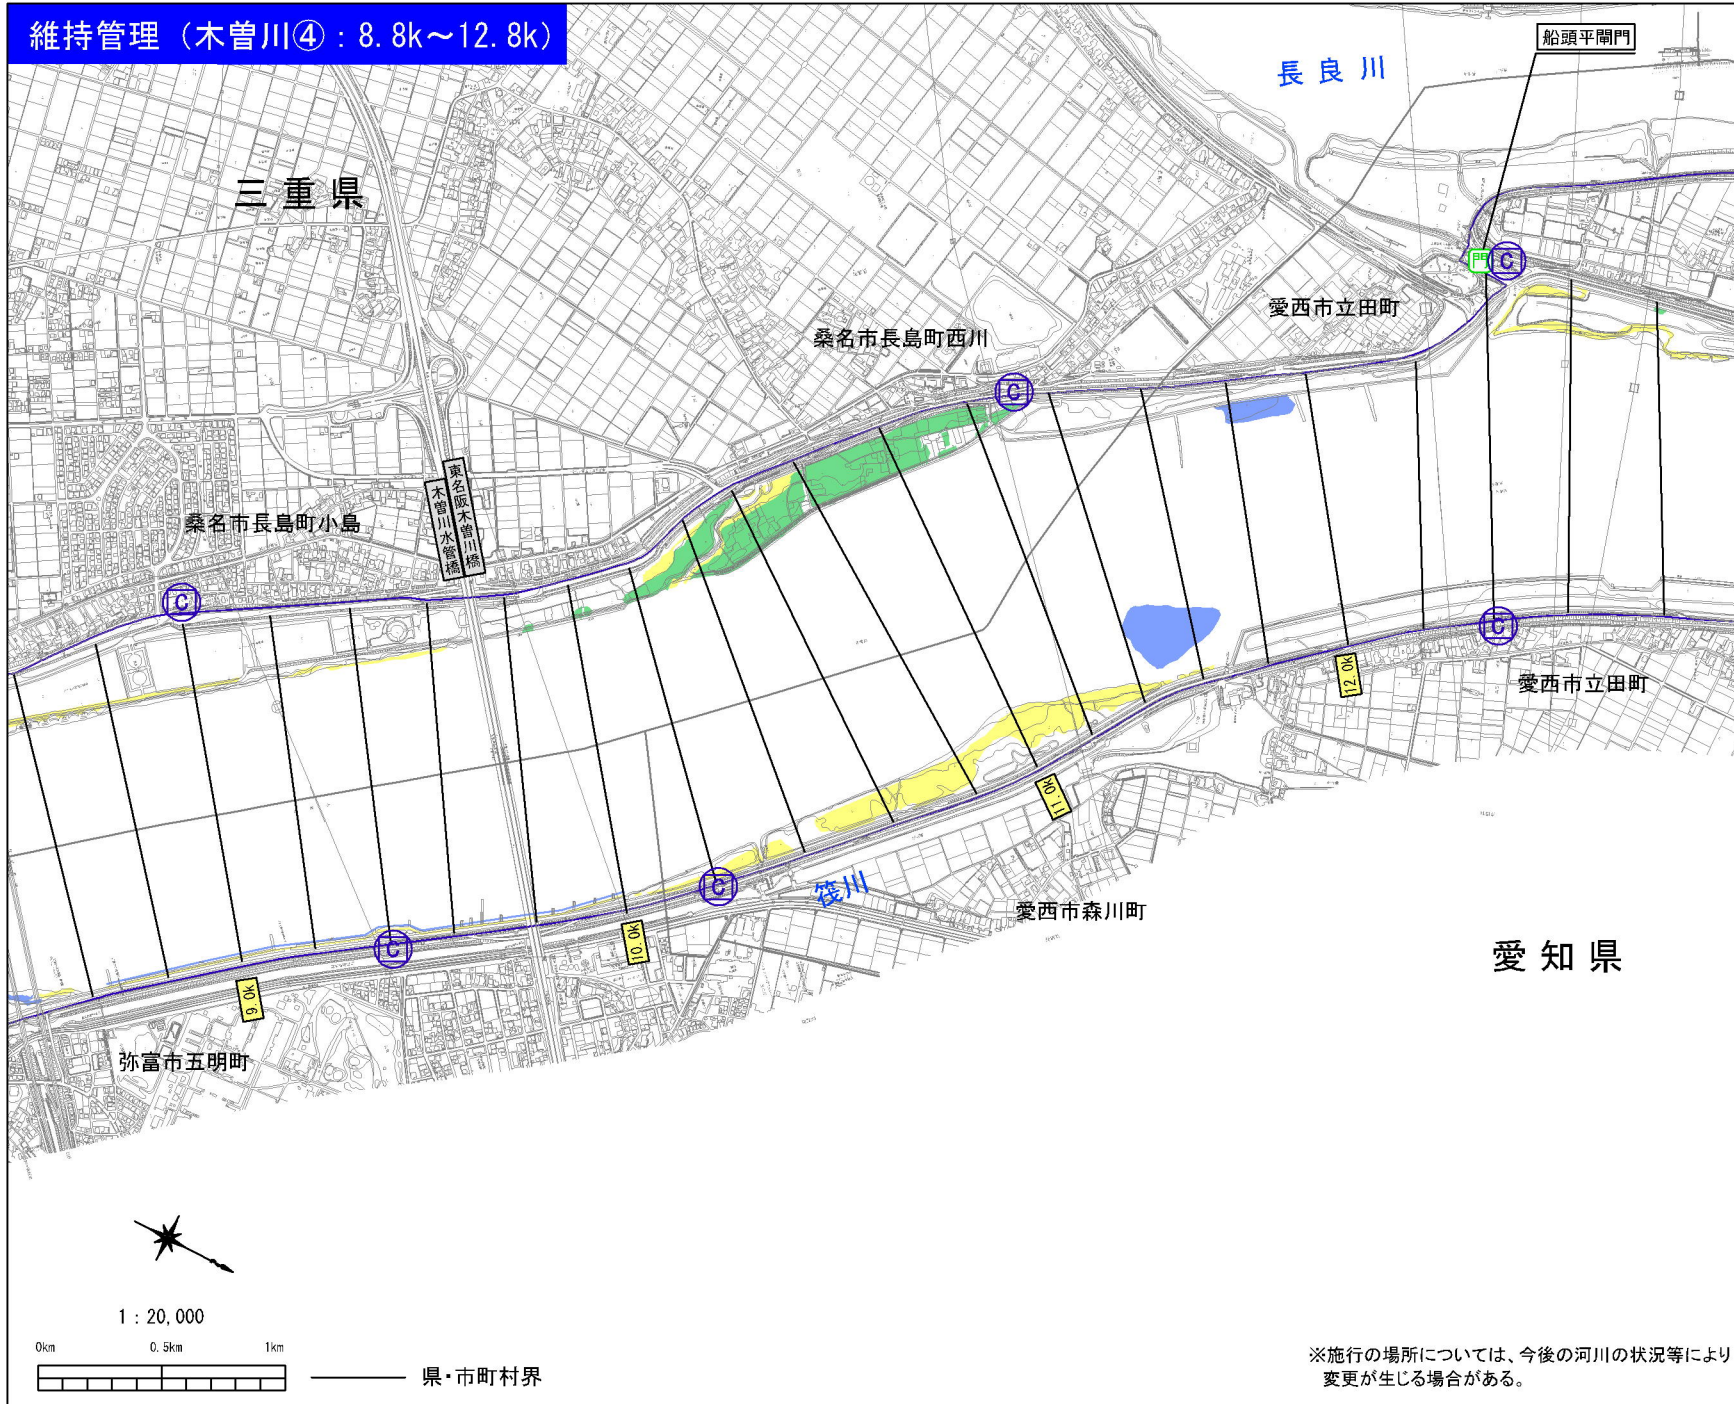 維持管理（木曽川④：8.8k～12.8k）
船頭平閘門
長良川
三重県
門
C
愛西市立田町
桑名市長島町西川
C
東名阪木曽川橋
木曽川水管橋
桑名市長島町小島
C
C
12.0k
愛西市立田町
11.0k
C
筏川
愛西市森川町
愛知県
C
10.0k
9.0k
弥富市五明町
1：20,000
0km 0.5km 1km
県・市町村界
※施行の場所については、今後の河川の状況等により
変更が生じる場合がある。